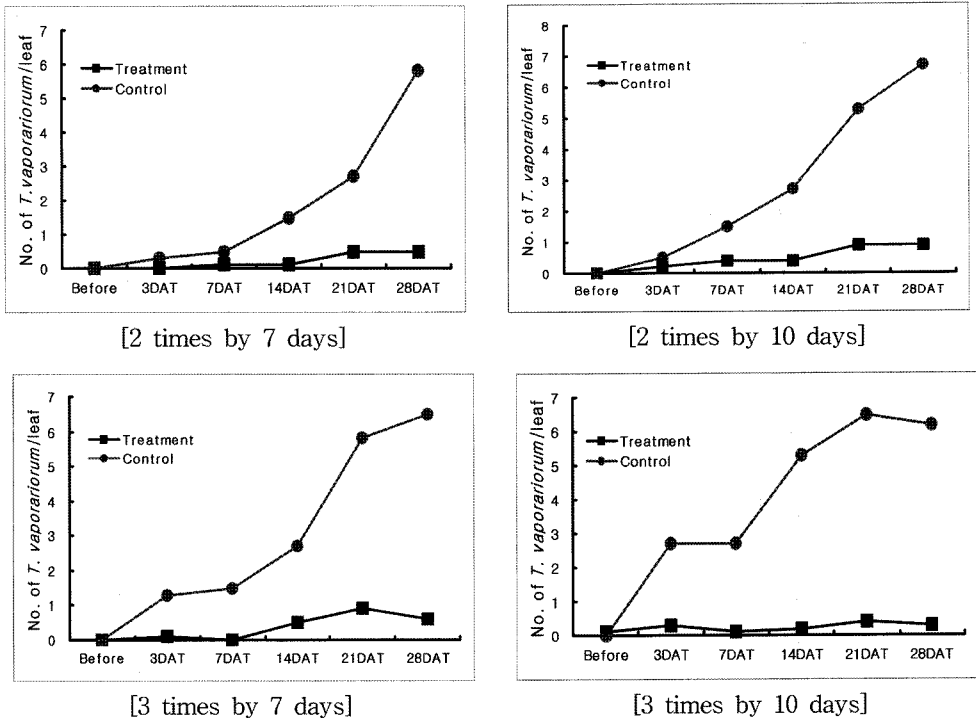 7
6
5
4
3
2
1
0
No. of T.vaporariorum/leaf
Treatment
Control
Before 3DAT 7DAT 14DAT 21DAT 28DAT
[2 times by 7 days]
8
7
6
5
4
3
2
1
0
No. of T. vaporariorum/leaf
Treatment
Control
Before 3DAT 7DAT 14DAT 21DAT 28DAT
[2 times by 10 days]
7
6
5
4
3
2
1
0
No. of T. vaporariorum/leaf
Treatment
Control
Before 3DAT 7DAT 14DAT 21DAT 28DAT
[3 times by 7 days]
7
6
5
4
3
2
1
0
No. of T. vaporariorum/leaf
Treatment
Control
Before 3DAT 7DAT 14DAT 21DAT 28DAT
[3 times by 10 days]